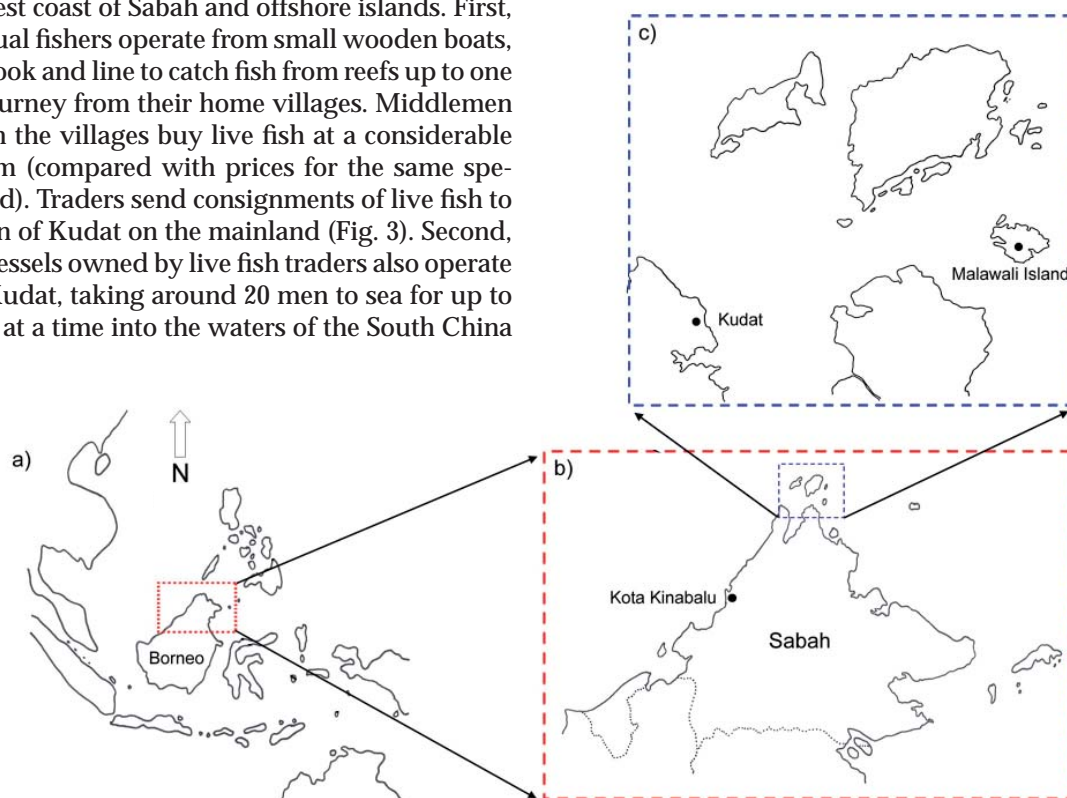 est coast of Sabah and offshore islands. First,
ual fishers operate from small wooden boats,
ook and line to catch fish from reefs up to one
urney from their home villages. Middlemen
n the villages buy live fish at a considerable
m (compared with prices for the same spe-
d). Traders send consignments of live fish to
n of Kudat on the mainland (Fig. 3). Second,
essels owned by live fish traders also operate
Kudat, taking around 20 men to sea for up to
at a time into the waters of the South China
c)
Malawali Island
Kudat
a)
N
Borneo
b)
Kota Kinabalu
Sabah